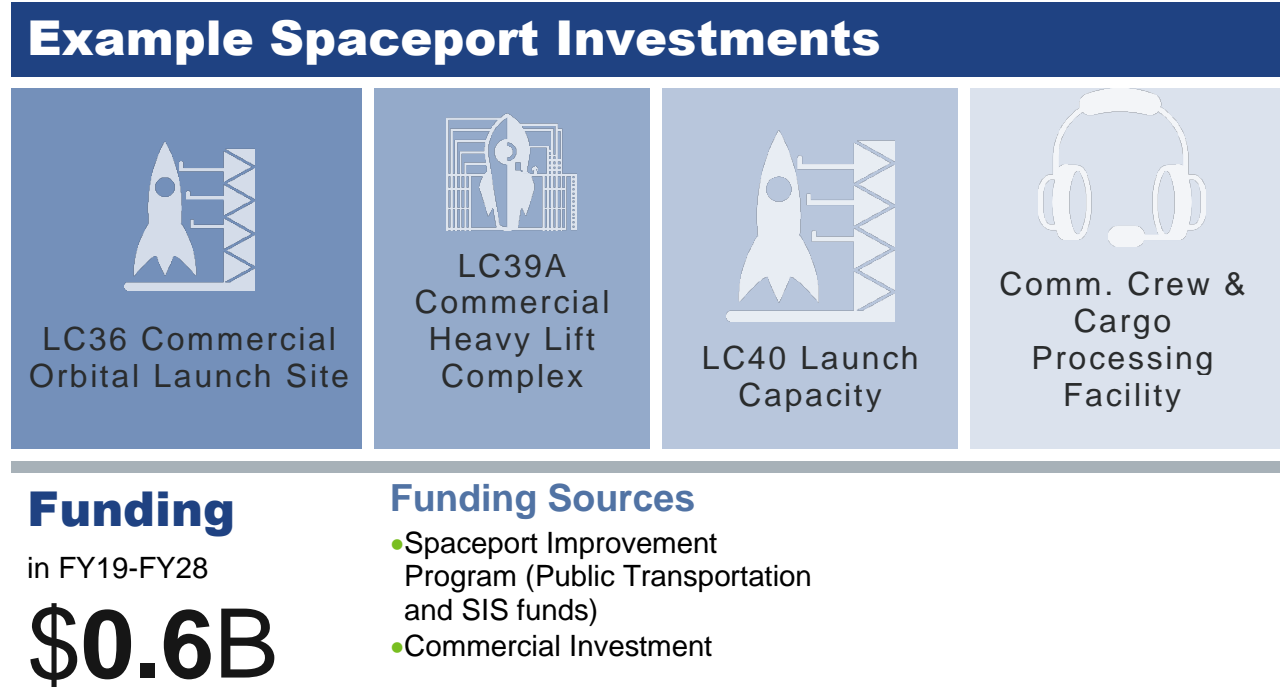 Example Spaceport Investments
LC36 Commercial
Orbital Launch Site
LC39A
Commercial
Heavy Lift
Complex
LC40 Launch
Capacity
Comm. Crew &
Cargo
Processing
Facility
Funding
in FY19-FY28
$0.6B
Funding Sources
•Spaceport Improvement
Program (Public Transportation
and SIS funds)
•Commercial Investment